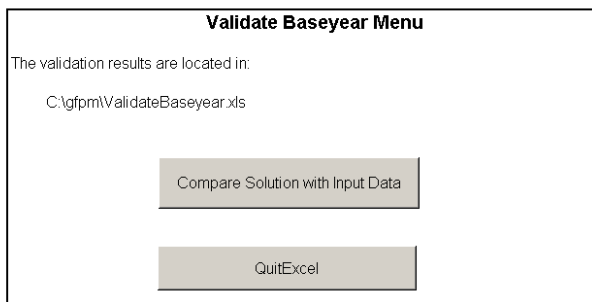 Validate Baseyear Menu
The validation results are located in:
C:\gfpm\ValidateBaseyear.xls
Compare Solution with Input Data
QuitExcel